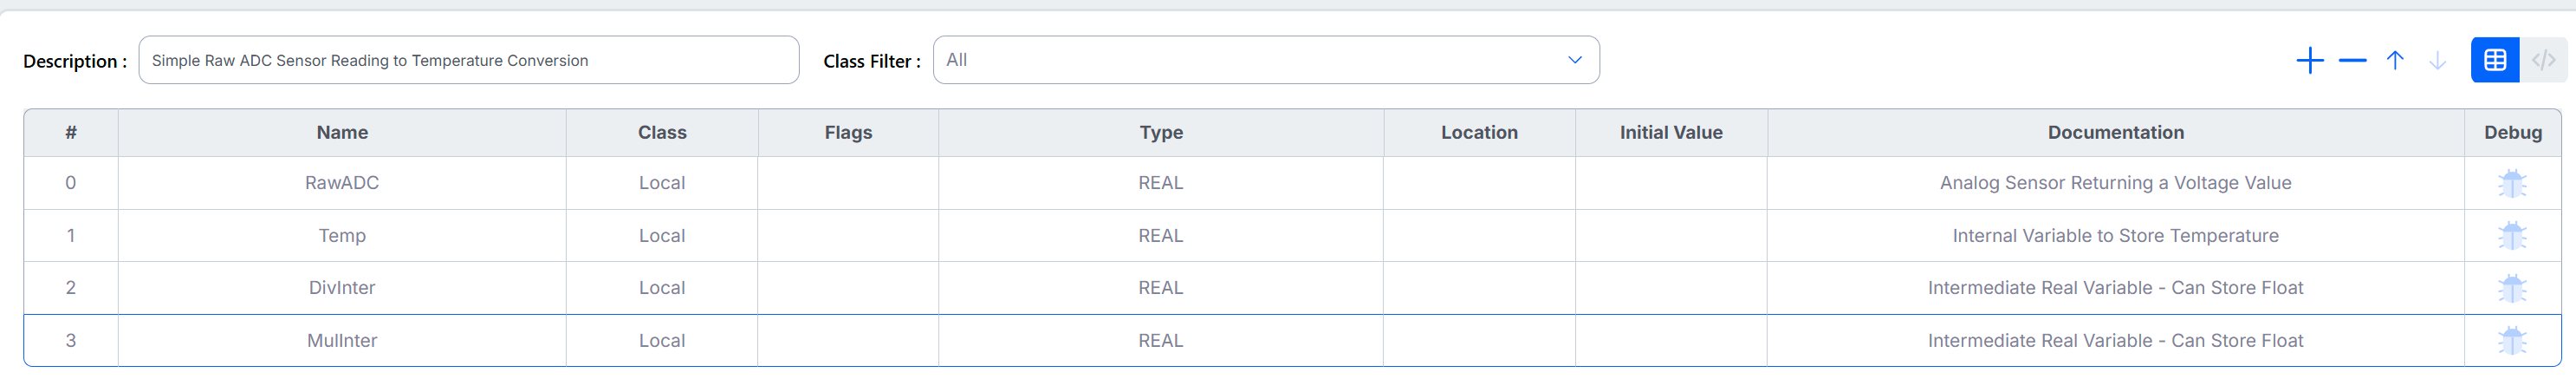 Description : Simple Raw ADC Sensor Reading to Temperature Conversion Class Filter : All
# Name Class Flags Type Location Initial Value Documentation Debug
0 RawADC Local REAL Analog Sensor Returning a Voltage Value
1 Temp Local REAL Internal Variable to Store Temperature
2 DivInter Local REAL Intermediate Real Variable - Can Store Float
3 MulInter Local REAL Intermediate Real Variable - Can Store Float